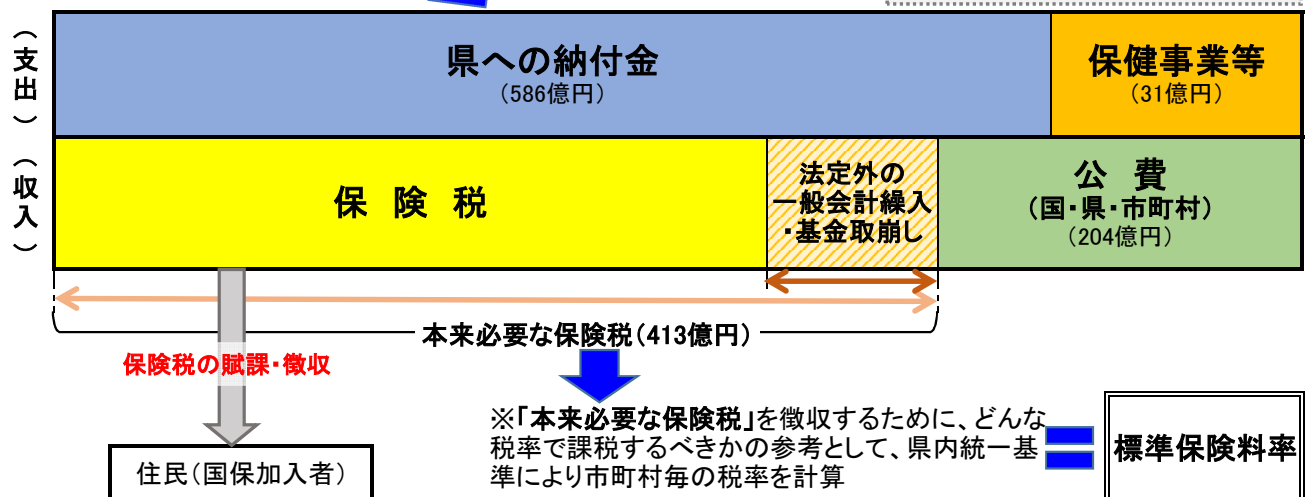 （支出）
県への納付金
（586億円）
保健事業等
（31億円）
（収入）
保　険　税
法定外の
一般会計繰入
・基金取崩し
公　費
（国・県・市町村）
（204億円）
本来必要な保険税（413億円）
保険税の賦課・徴収
※「本来必要な保険税」を徴収するために、どんな
税率で課税するべきかの参考として、県内統一基
準により市町村毎の税率を計算
標準保険料率
住民（国保加入者）